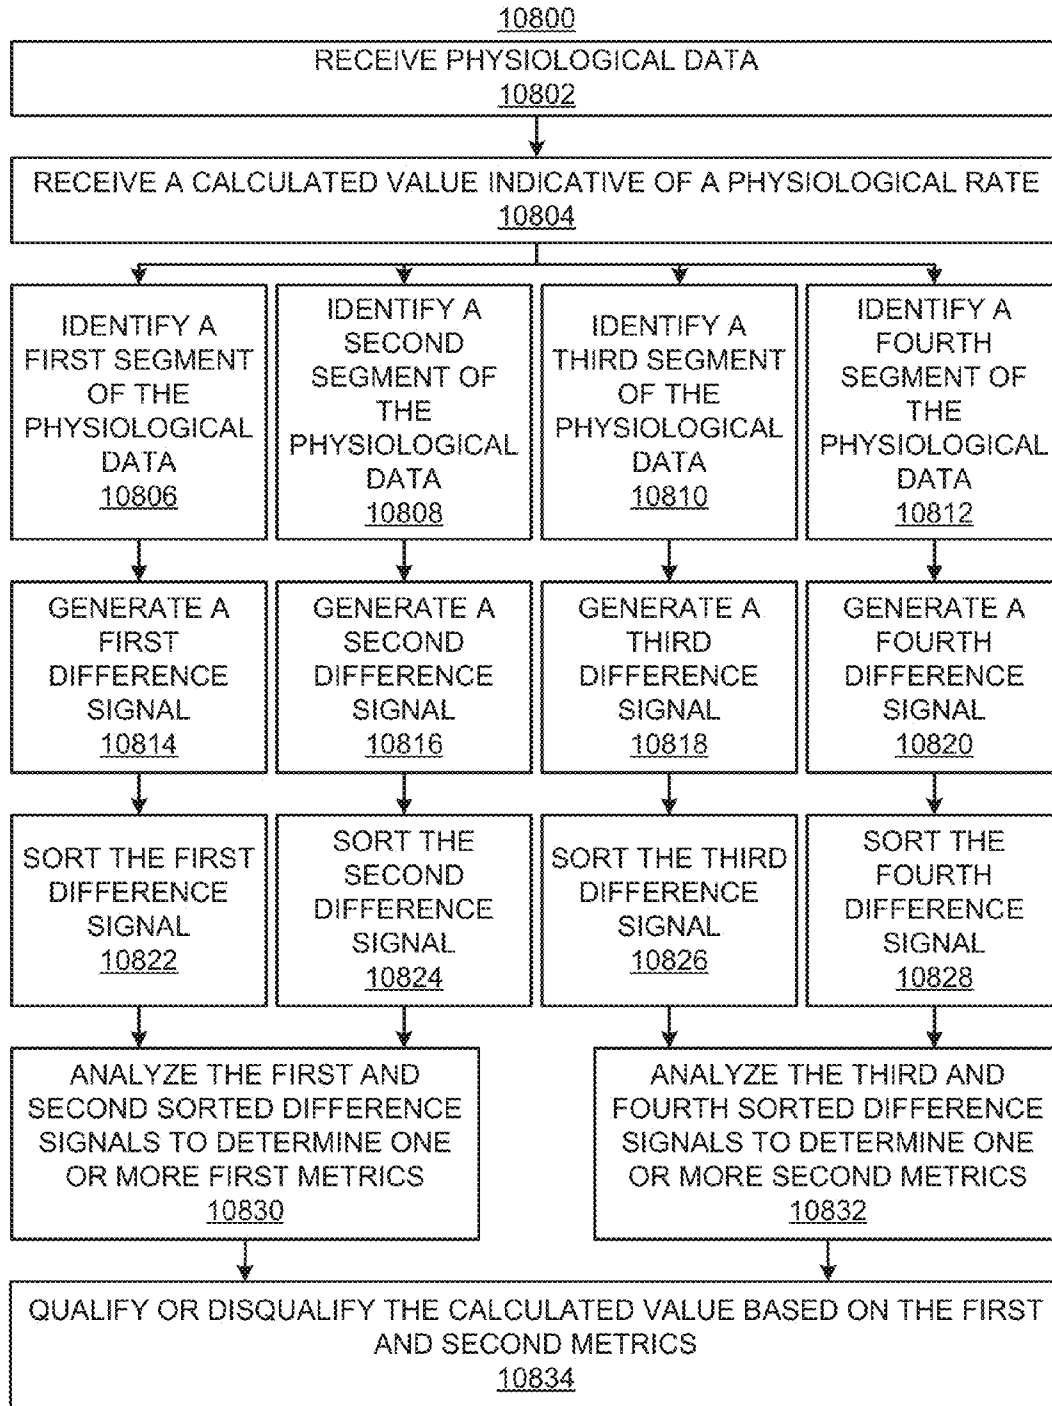 10800
RECEIVE PHYSIOLOGICAL DATA
10802
RECEIVE A CALCULATED VALUE INDICATIVE OF A PHYSIOLOGICAL RATE
10804
IDENTIFY A
FIRST SEGMENT
OF THE
PHYSIOLOGICAL
DATA
10806
IDENTIFY A
SECOND
SEGMENT OF
THE
PHYSIOLOGICAL
DATA
10808
IDENTIFY A
THIRD SEGMENT
OF THE
PHYSIOLOGICAL
DATA
10810
IDENTIFY A
FOURTH
SEGMENT OF
THE
PHYSIOLOGICAL
DATA
10812
GENERATE A
FIRST
DIFFERENCE
SIGNAL
10814
GENERATE A
SECOND
DIFFERENCE
SIGNAL
10816
GENERATE A
THIRD
DIFFERENCE
SIGNAL
10818
GENERATE A
FOURTH
DIFFERENCE
SIGNAL
10820
SORT THE FIRST
DIFFERENCE
SIGNAL
10822
SORT THE
SECOND
DIFFERENCE
SIGNAL
10824
SORT THE THIRD
DIFFERENCE
SIGNAL
10826
SORT THE
FOURTH
DIFFERENCE
SIGNAL
10828
ANALYZE THE FIRST AND
SECOND SORTED DIFFERENCE
SIGNALS TO DETERMINE ONE
OR MORE FIRST METRICS
10830
ANALYZE THE THIRD AND
FOURTH SORTED DIFFERENCE
SIGNALS TO DETERMINE ONE
OR MORE SECOND METRICS
10832
QUALIFY OR DISQUALIFY THE CALCULATED VALUE BASED ON THE FIRST
AND SECOND METRICS
10834